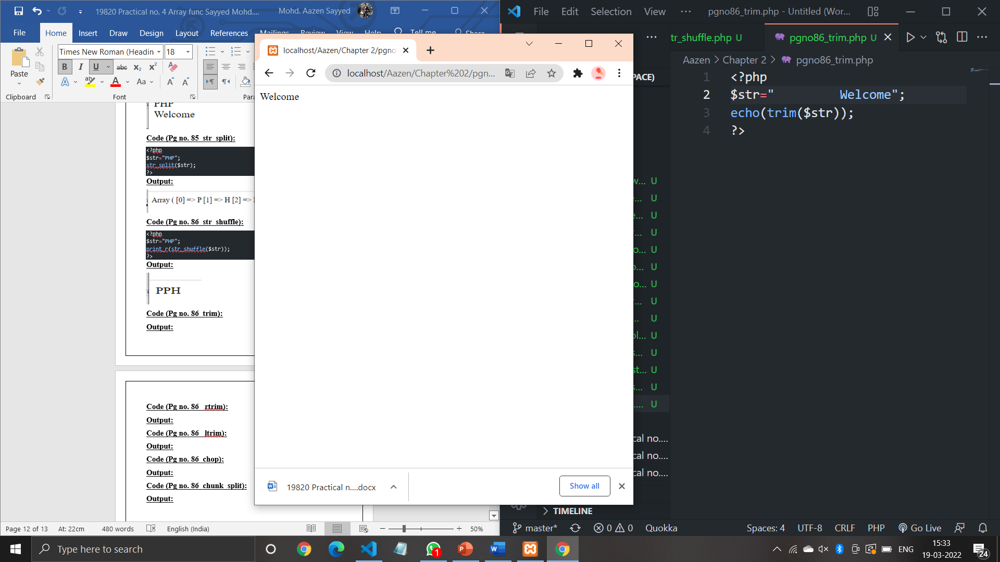 19820 Practical no. 4 Array func Sayyed Mohd....
Mohd. Aazen Sayyed
File Home Insert Draw Design Layout References Mailings Review View Help Tell me Share
Paste
Times New Roman (Headin 18
B I U abc x₂ x²
A A Aa A A
Clipboard Font Para
PHP
Welcome
Code (Pg no. 85 str_split):
<?php
$str="PHP";
str_split($str);
?>
Output:
Array ( [0] => P [1] => H [2] =>
Code (Pg no. 86 str_shuffle):
<?php
$str="PHP";
print_r(str_shuffle($str));
?>
Output:
PPH
Code (Pg no. 86 trim):
Output:
Code (Pg no. 86 rtrim):
Output:
Code (Pg no. 86 ltrim):
Output:
Code (Pg no. 86 chop):
Output:
Code (Pg no. 86 chunk_split):
Output:
Page 12 of 13 At: 22cm 480 words English (India) 50%
localhost/Aazen/Chapter 2/pgno
localhost/Aazen/Chapter%202/pgn...
Welcome
19820 Practical n....docx
Show all
File Edit Selection View ... pgno86_trim.php - Untitled (Wor...
tr_shuffle.php U
pgno86_trim.php U
Aazen > Chapter 2 > pgno86_trim.php
1 <?php
2 $str="         Welcome";
3 echo(trim($str));
4 ?>
PACE)
w... U
... U
e... U
... U
o... U
o... U
o... U
... U
.. U
ol... U
s... U
st... U
s... U
.... U
cal no....
cal no....
cal no....
TIMELINE
master* 0 0 Quokka Spaces: 4 UTF-8 CRLF PHP Go Live
Type here to search
1
ENG
15:33
19-03-2022
24